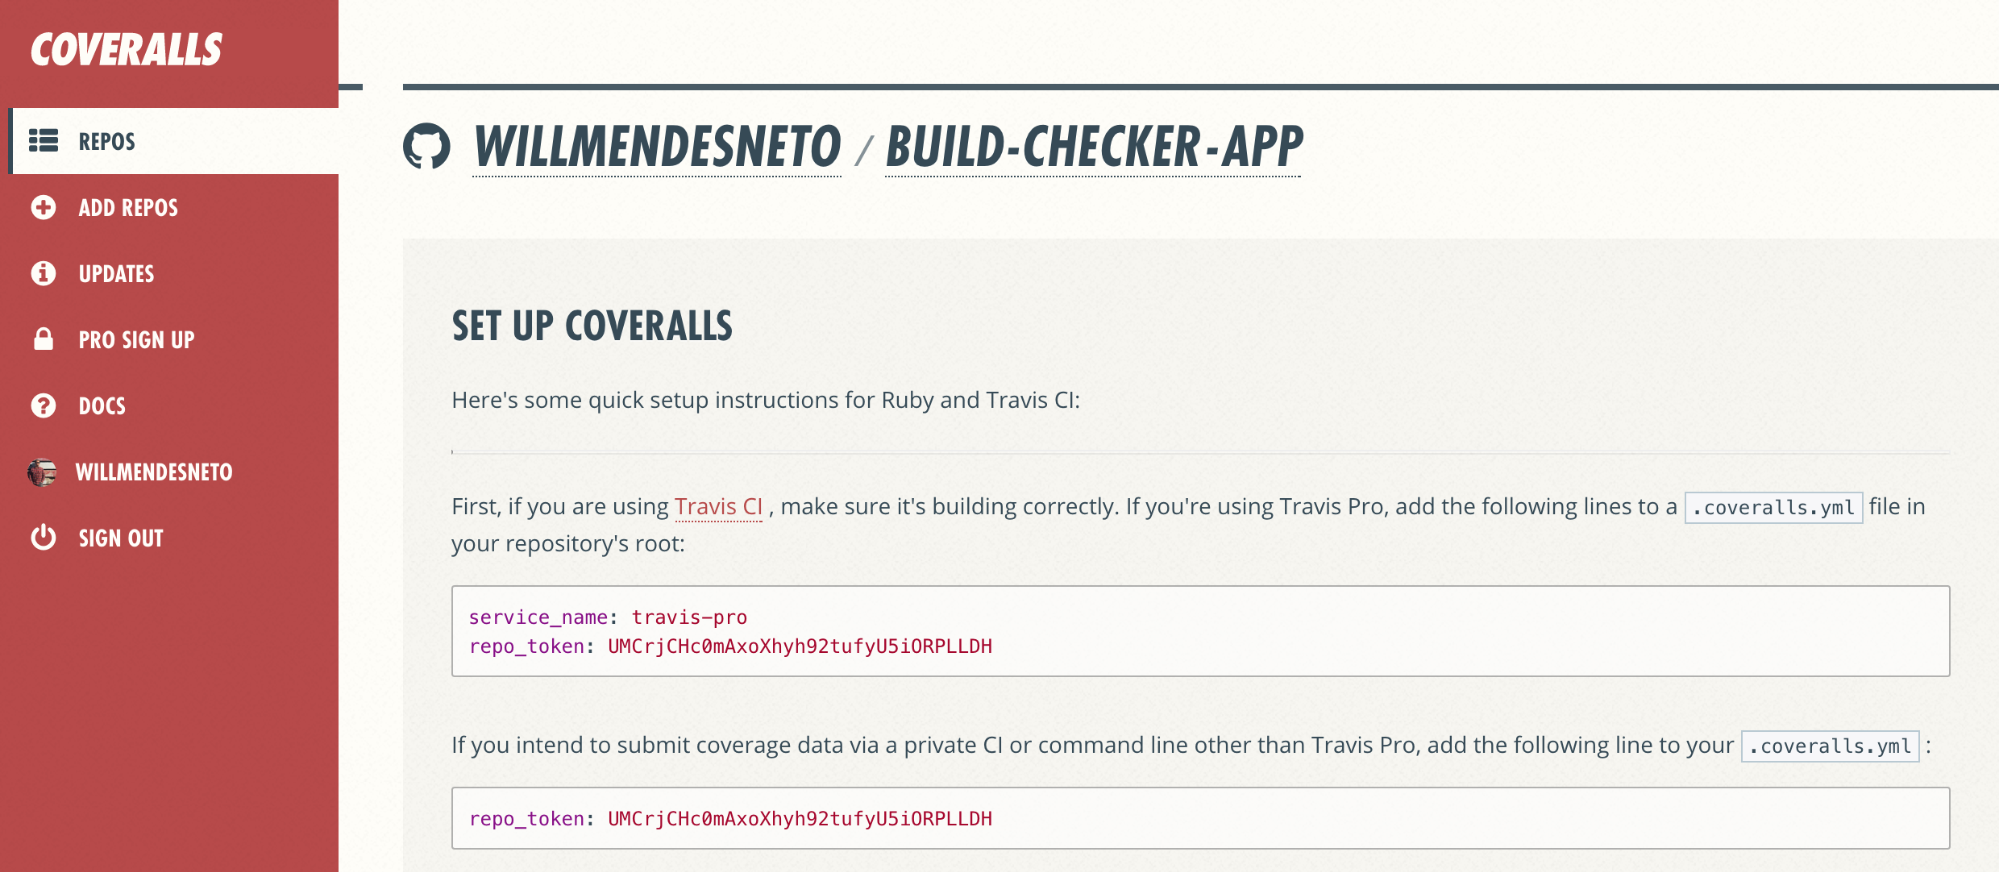 COVERALLS
REPOS
ADD REPOS
UPDATES
PRO SIGN UP
DOCS
WILLMENDESNETO
SIGN OUT
WILLMENDESNETO / BUILD-CHECKER-APP
SET UP COVERALLS
Here's some quick setup instructions for Ruby and Travis CI:
First, if you are using Travis CI , make sure it's building correctly. If you're using Travis Pro, add the following lines to a .coveralls.yml file in
your repository's root:
service_name: travis-pro
repo_token: UMCrjCHc0mAxoXhyh92tufyU5iORPLLDH
If you intend to submit coverage data via a private CI or command line other than Travis Pro, add the following line to your .coveralls.yml :
repo_token: UMCrjCHc0mAxoXhyh92tufyU5iORPLLDH